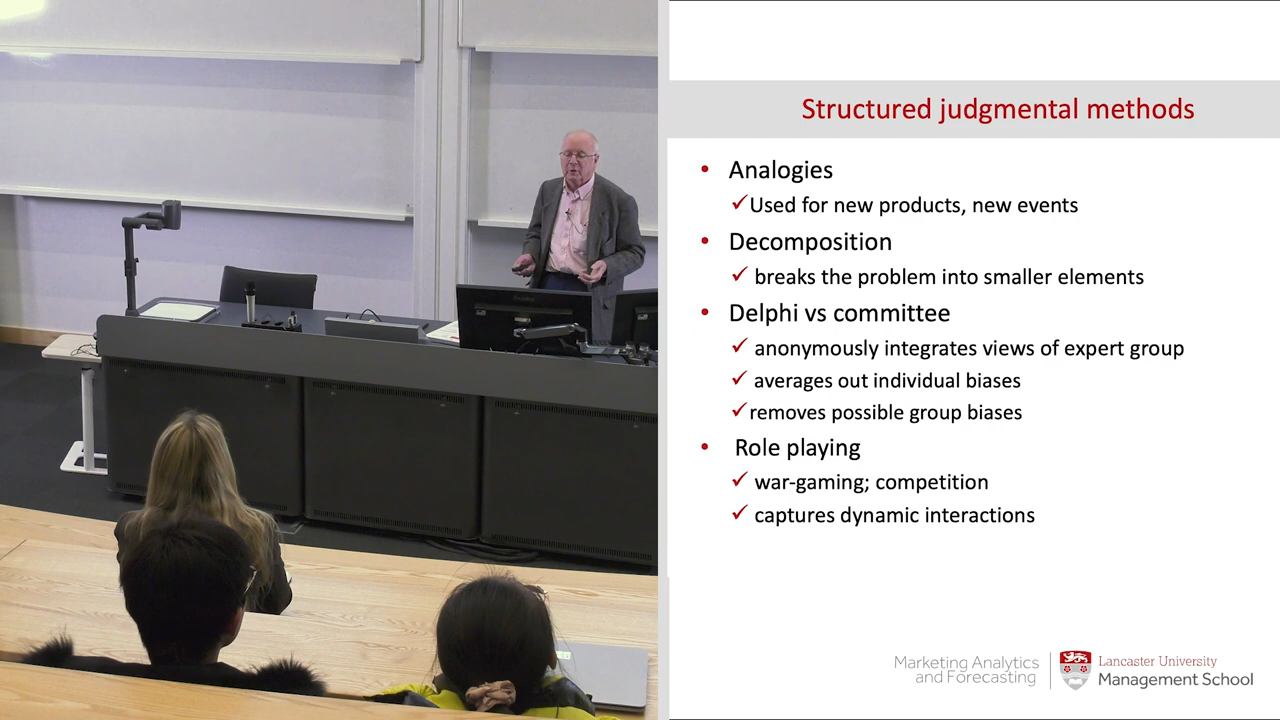 Structured judgmental methods
• Analogies
✓Used for new products, new events
• Decomposition
✓ breaks the problem into smaller elements
• Delphi vs committee
✓ anonymously integrates views of expert group
✓ averages out individual biases
✓removes possible group biases
• Role playing
✓ war-gaming; competition
✓ captures dynamic interactions
Marketing Analytics
and Forecasting
Lancaster University
Management School